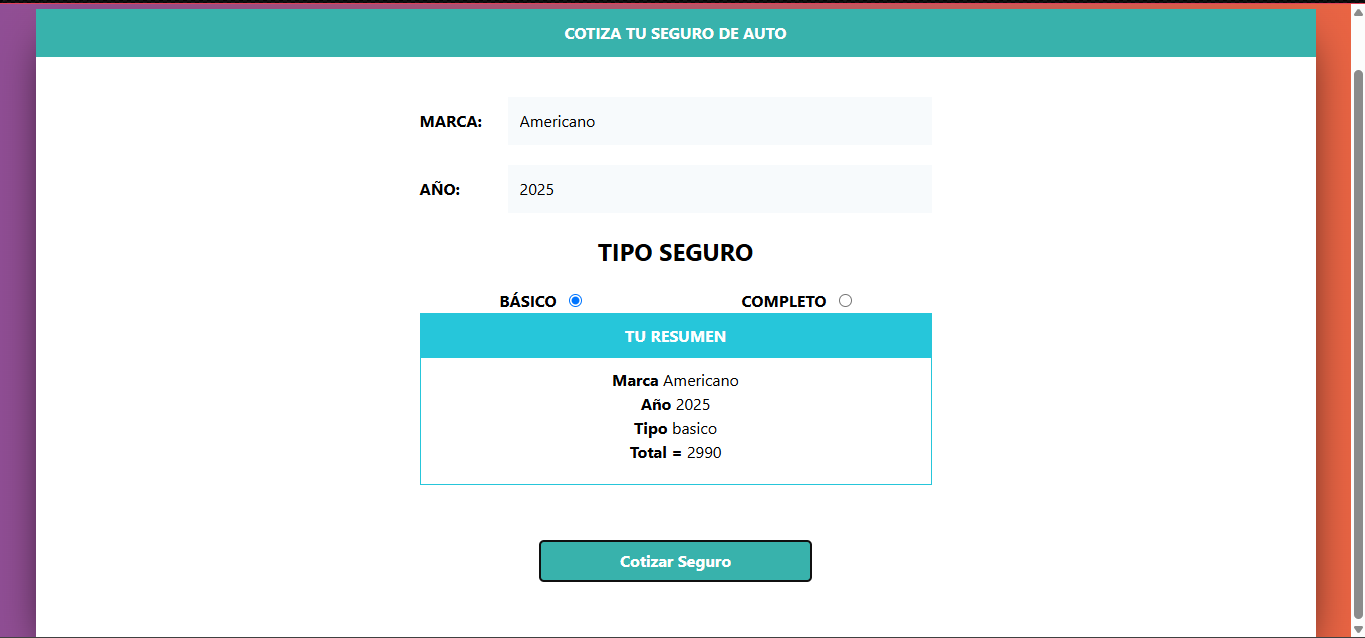 COTIZA TU SEGURO DE AUTO
MARCA: Americano
AÑO: 2025
TIPO SEGURO
BÁSICO COMPLETO
TU RESUMEN
Marca Americano
Año 2025
Tipo basico
Total = 2990
Cotizar Seguro